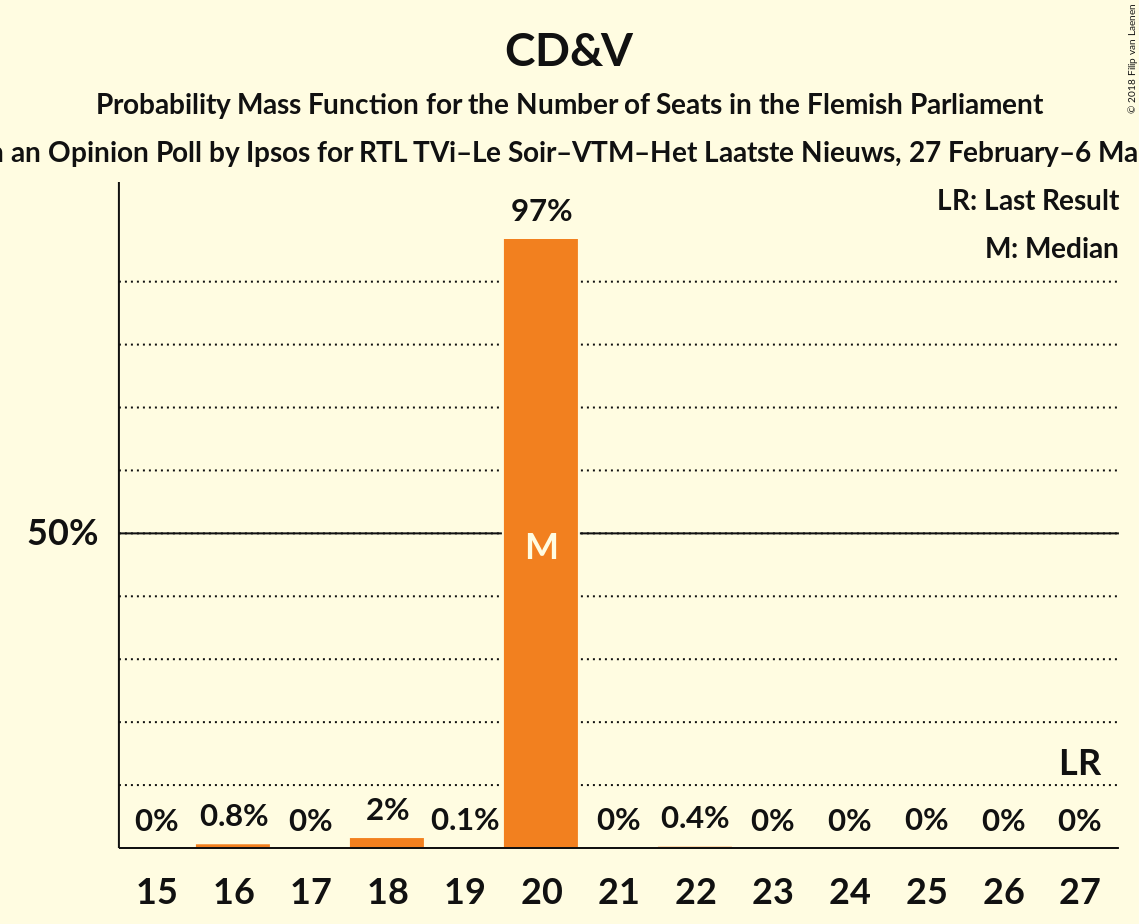 CD&V
Probability Mass Function for the Number of Seats in the Flemish Parliament
an Opinion Poll by Ipsos for RTL TVi–Le Soir–VTM–Het Laatste Nieuws, 27 February–6 Ma
© 2018 Filip van Laenen
LR: Last Result
M: Median
97%
50%
M
LR
0% 0.8% 0% 2% 0.1% 0% 0.4% 0% 0% 0% 0% 0%
15 16 17 18 19 20 21 22 23 24 25 26 27